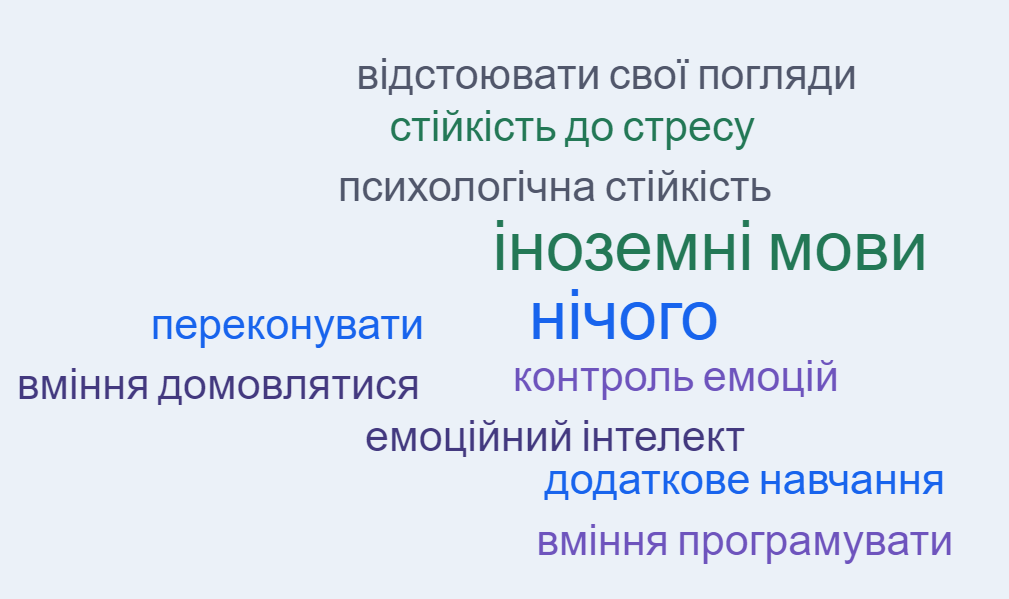 відстоювати свої погляди
стійкість до стресу
психологічна стійкість
іноземні мови
нічого
переконувати
контроль емоцій
вміння домовлятися
емоційний інтелект
додаткове навчання
вміння програмувати